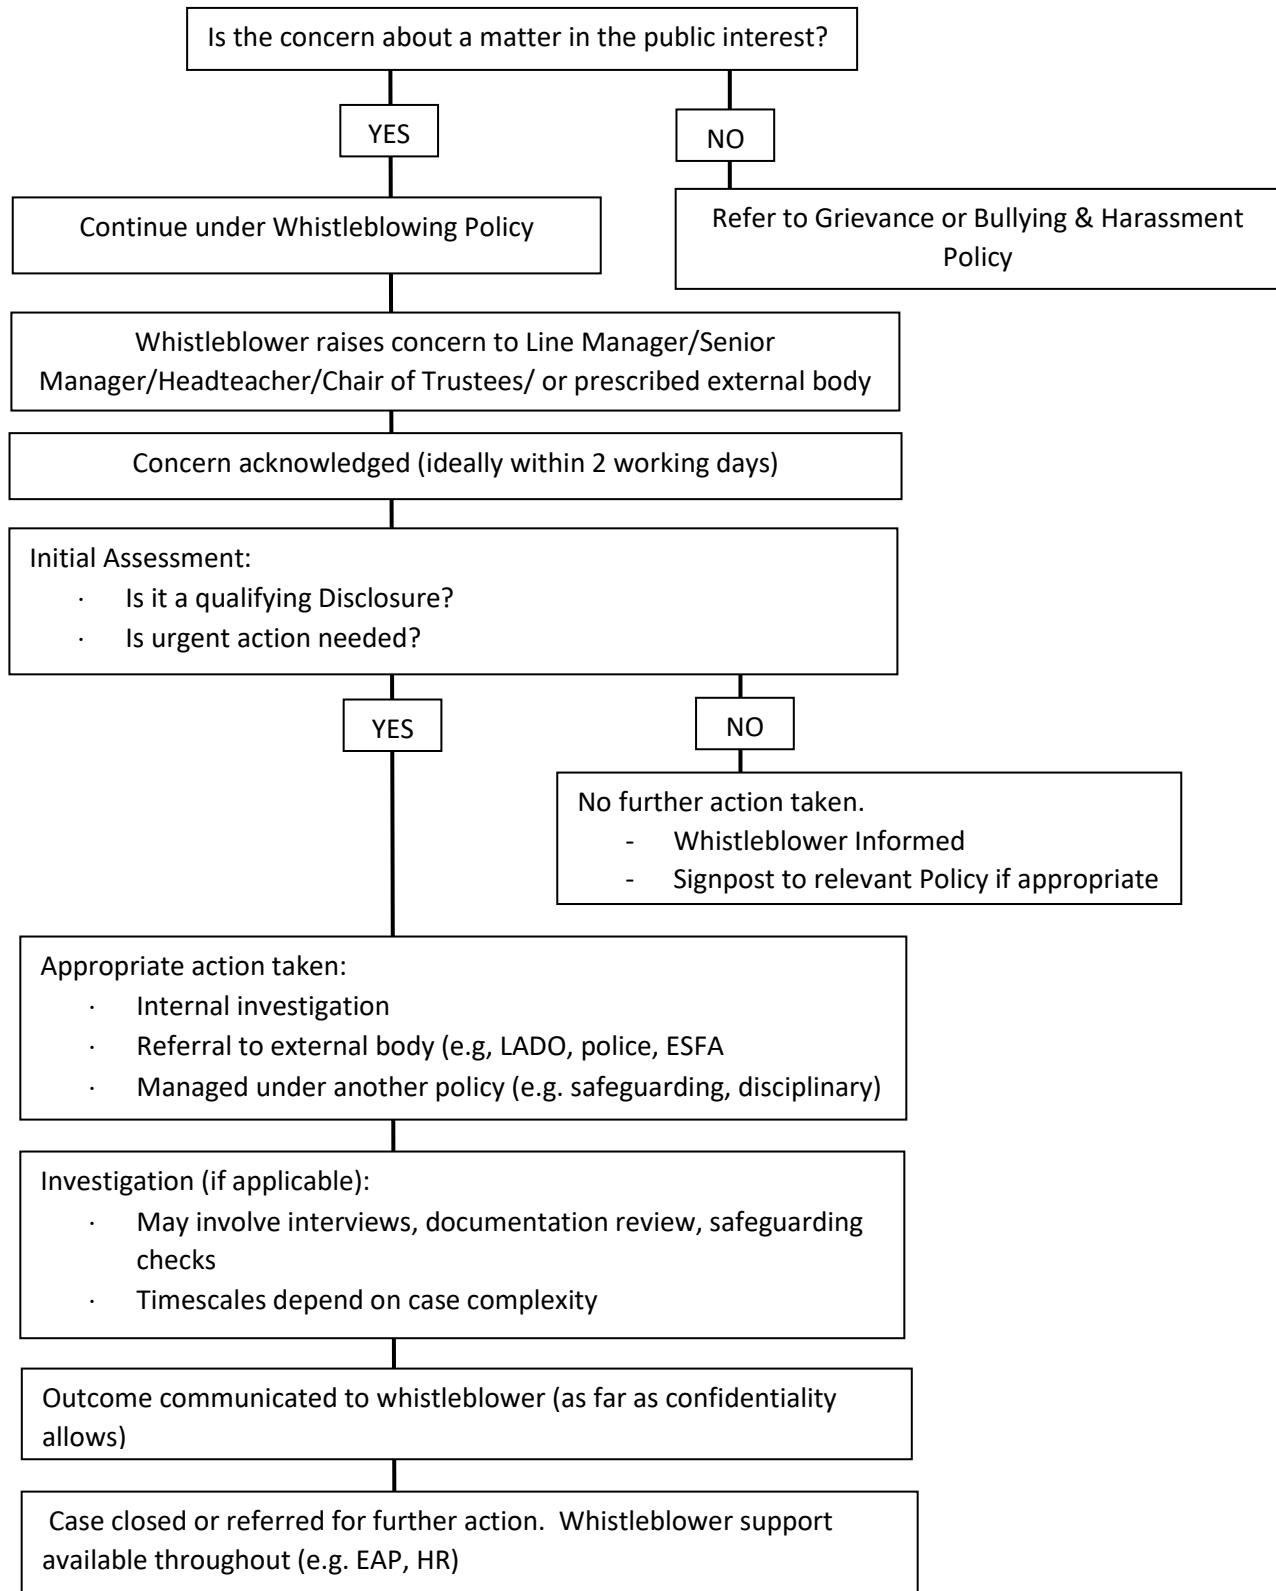 Is the concern about a matter in the public interest?
YES
NO
Continue under Whistleblowing Policy
Refer to Grievance or Bullying & Harassment
Policy
Whistleblower raises concern to Line Manager/Senior
Manager/Headteacher/Chair of Trustees/ or prescribed external body
Concern acknowledged (ideally within 2 working days)
Initial Assessment:
· Is it a qualifying Disclosure?
· Is urgent action needed?
YES
NO
No further action taken.
- Whistleblower Informed
- Signpost to relevant Policy if appropriate
Appropriate action taken:
· Internal investigation
· Referral to external body (e.g, LADO, police, ESFA
· Managed under another policy (e.g. safeguarding, disciplinary)
Investigation (if applicable):
· May involve interviews, documentation review, safeguarding
checks
· Timescales depend on case complexity
Outcome communicated to whistleblower (as far as confidentiality
allows)
Case closed or referred for further action.  Whistleblower support
available throughout (e.g. EAP, HR)